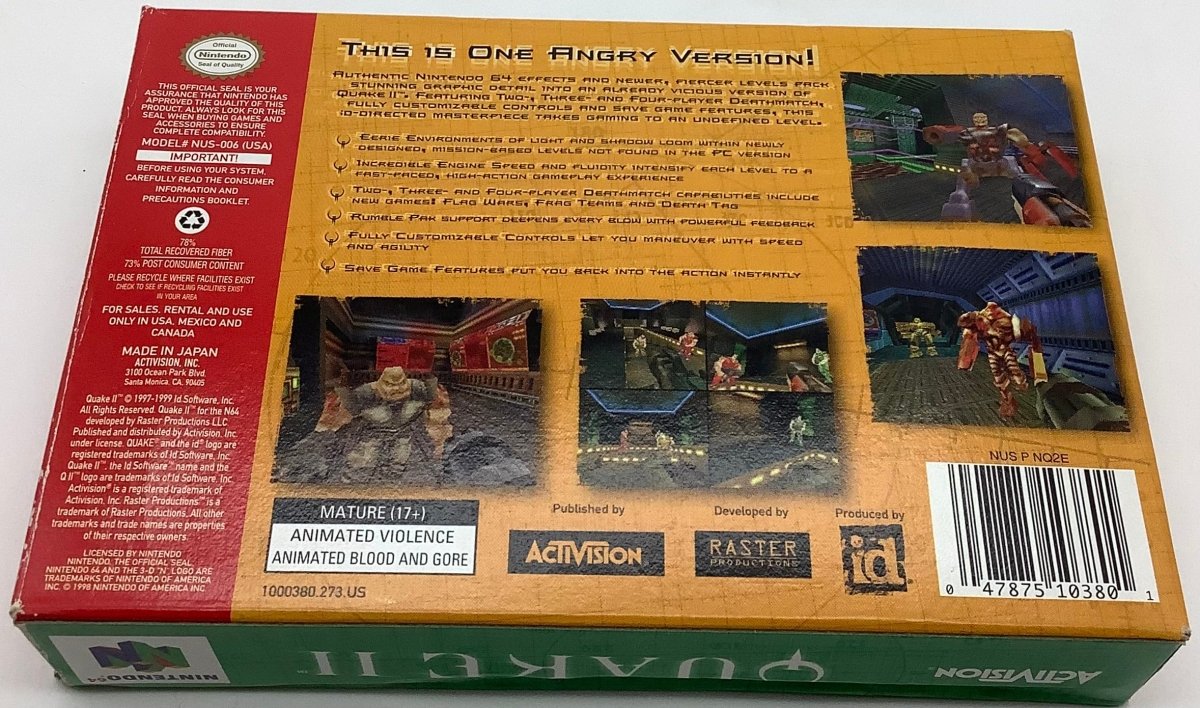 Official
Nintendo
Seal of Quality
THIS OFFICIAL SEAL IS YOUR
ASSURANCE THAT NINTENDO HAS
APPROVED THE QUALITY OF THIS
PRODUCT. ALWAYS LOOK FOR THIS
SEAL WHEN BUYING GAMES AND
ACCESSORIES TO ENSURE
COMPLETE COMPATIBILITY.
MODEL# NUS-006 (USA)
IMPORTANT!
BEFORE USING YOUR SYSTEM,
CAREFULLY READ THE CONSUMER
INFORMATION AND
PRECAUTIONS BOOKLET.
78%
TOTAL RECOVERED FIBER
73% POST CONSUMER CONTENT
PLEASE RECYCLE WHERE FACILITIES EXIST
CHECK TO SEE IF RECYCLING FACILITIES EXIST
IN YOUR AREA
FOR SALES, RENTAL AND USE
ONLY IN USA, MEXICO AND
CANADA
MADE IN JAPAN
ACTIVISION, INC.
3100 Ocean Park Blvd.
Santa Monica, CA. 90405
Quake II™ © 1997-1999 Id Software, Inc.
All Rights Reserved. Quake II™ for the N64
developed by Raster Productions LLC
Published and distributed by Activision, Inc.
under license. QUAKE® and the id® logo are
registered trademarks of Id Software, Inc.
Quake II™, the Id Software™ name and the
Q II™ logo are trademarks of Id Software, Inc.
Activision® is a registered trademark of
Activision, Inc. Raster Productions™ is a
trademark of Raster Productions. All other
trademarks and trade names are properties
of their respective owners.
LICENSED BY NINTENDO
NINTENDO, THE OFFICIAL SEAL,
NINTENDO 64 AND THE 3-D "N" LOGO ARE
TRADEMARKS OF NINTENDO OF AMERICA
INC. © 1998 NINTENDO OF AMERICA INC.
This is One Angry Version!
Authentic Nintendo 64 effects and newer, fiercer levels pack
stunning graphic detail into an already vicious version of
Quake II™. Featuring Two-, Three- and Four-player Deathmatch,
fully customizable controls and save game features, this
id-directed masterpiece takes gaming to an undefined level.
Eerie Environments of light and shadow loom within newly
designed, mission-based levels not found in the PC version
Incredible Engine Speed and fluidity intensify each level to a
fast-paced, high-action gameplay experience
Two-, Three- and Four-player Deathmatch capabilities include
new games! Flag Wars, Frag Teams and Death Tag
Rumble Pak support deepens every blow with powerful feedback
Fully Customizable Controls let you maneuver with speed
and agility
Save Game Features put you back into the action instantly
MATURE (17+)
ANIMATED VIOLENCE
ANIMATED BLOOD AND GORE
1000380.273.US
Published by
ACTIVISION
Developed by
RASTER
PRODUCTIONS
Produced by
id
NUS P NQ2E
0 47875 10380 1
NINTENDO 64
QUAKE II™
ACTIVISION™